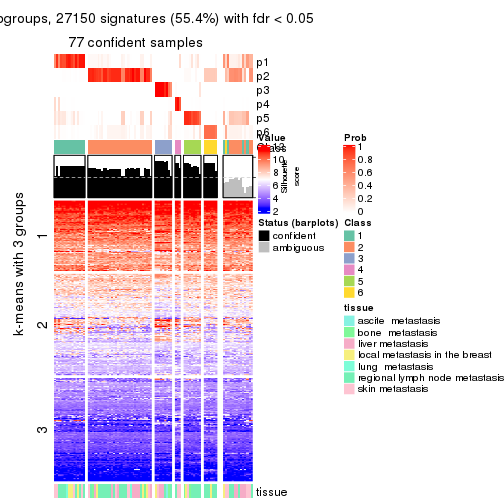 ogroups, 27150 signatures (55.4%) with fdr < 0.05
77 confident samples
p1
p2
p3
p4
p5
p6
k-means with 3 groups
1
2
3
Value
10
8
6
4
2
Silhouette
score
Prob
1
0.8
0.6
0.4
0.2
0
Status (barplots)
confident
ambiguous
Class
1
2
3
4
5
6
tissue
ascite metastasis
bone metastasis
liver metastasis
local metastasis in the breast
lung metastasis
regional lymph node metastasis
skin metastasis
tissue